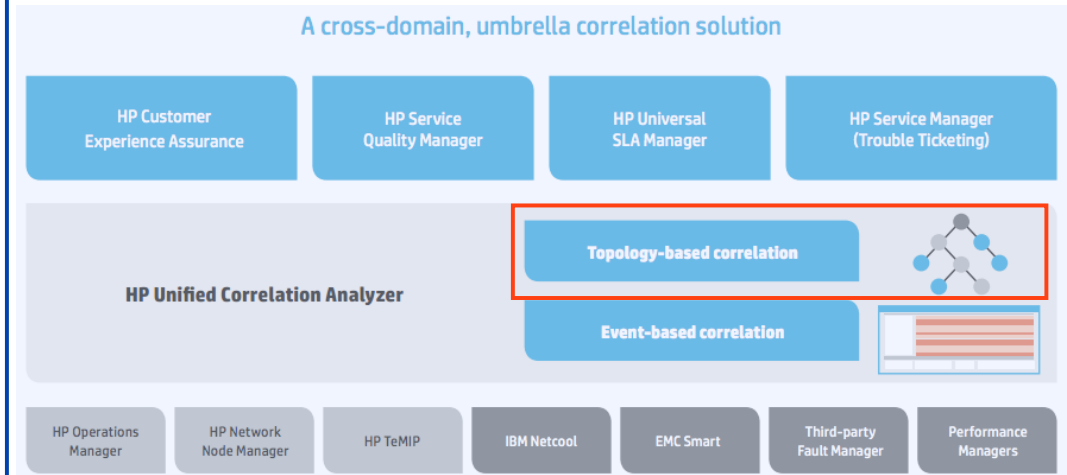 A cross-domain, umbrella correlation solution
HP Customer
Experience Assurance
HP Service
Quality Manager
HP Universal
SLA Manager
HP Service Manager
(Trouble Ticketing)
HP Unified Correlation Analyzer
Topology-based correlation
Event-based correlation
HP Operations
Manager
HP Network
Node Manager
HP TeMIP
IBM Netcool
EMC Smart
Third-party
Fault Manager
Performance
Managers